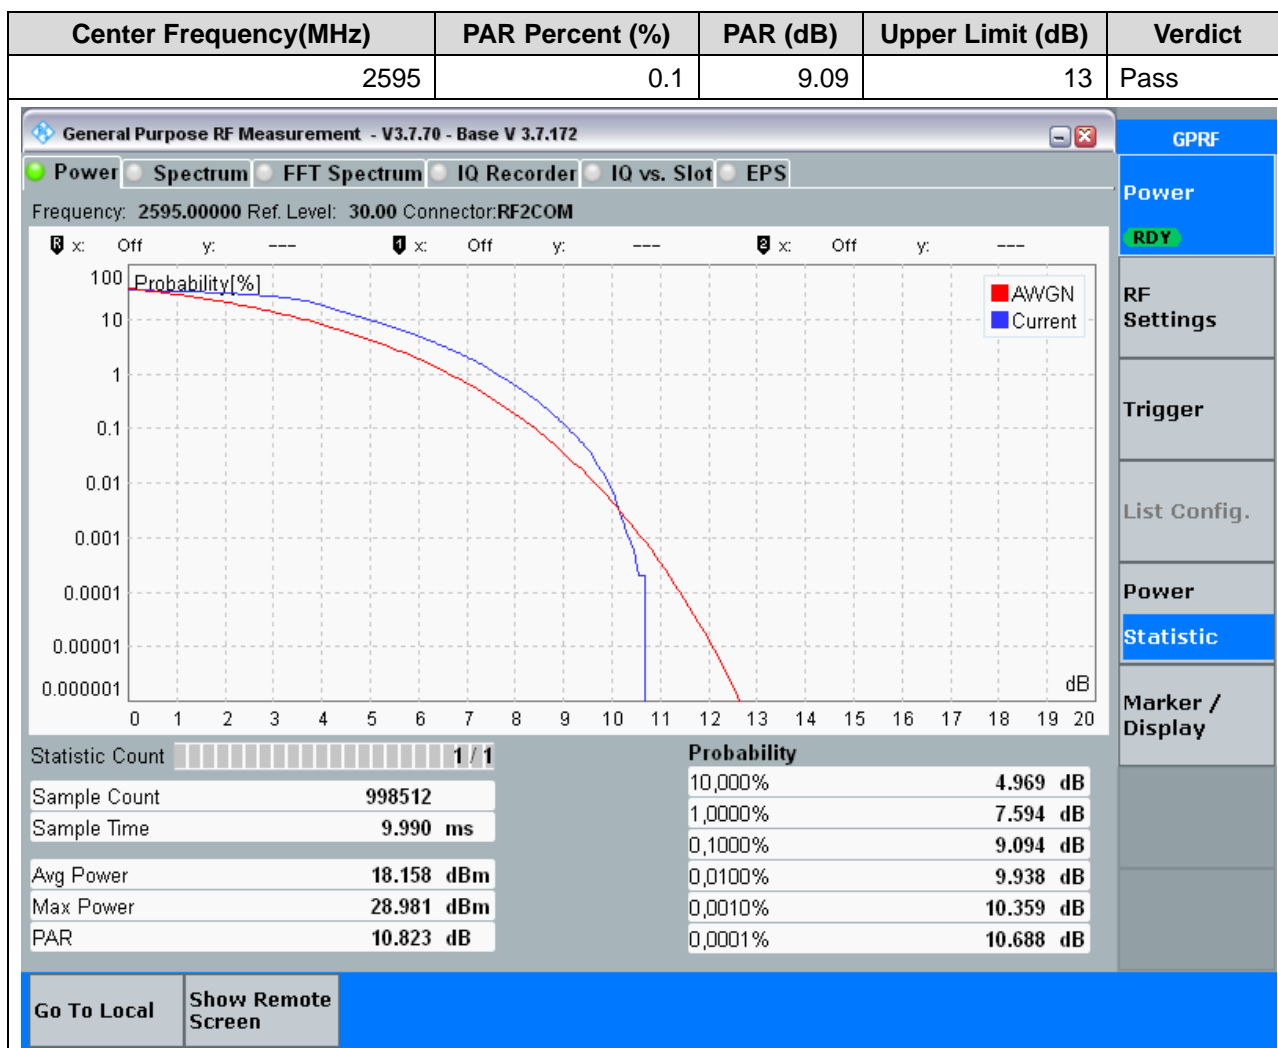 Center Frequency(MHz) PAR Percent (%) PAR (dB) Upper Limit (dB) Verdict
2595 0.1 9.09 13 Pass
General Purpose RF Measurement - V3.7.70 - Base V 3.7.172
GPRF
Power Spectrum FFT Spectrum IQ Recorder IQ vs. Slot EPS
Frequency: 2595.00000 Ref. Level: 30.00 Connector:RF2COM
R x: Off y: --- 1 x: Off y: --- 2 x: Off y: ---
Probability[%]
AWGN
Current
100
10
1
0.1
0.01
0.001
0.0001
0.00001
0.000001
dB
0 1 2 3 4 5 6 7 8 9 10 11 12 13 14 15 16 17 18 19 20
Statistic Count 1 / 1
Sample Count 998512
Sample Time 9.990 ms
Avg Power 18.158 dBm
Max Power 28.981 dBm
PAR 10.823 dB
Probability
10,000% 4.969 dB
1,0000% 7.594 dB
0,1000% 9.094 dB
0,0100% 9.938 dB
0,0010% 10.359 dB
0,0001% 10.688 dB
Power
RDY
RF
Settings
Trigger
List Config.
Power
Statistic
Marker /
Display
Go To Local
Show Remote
Screen